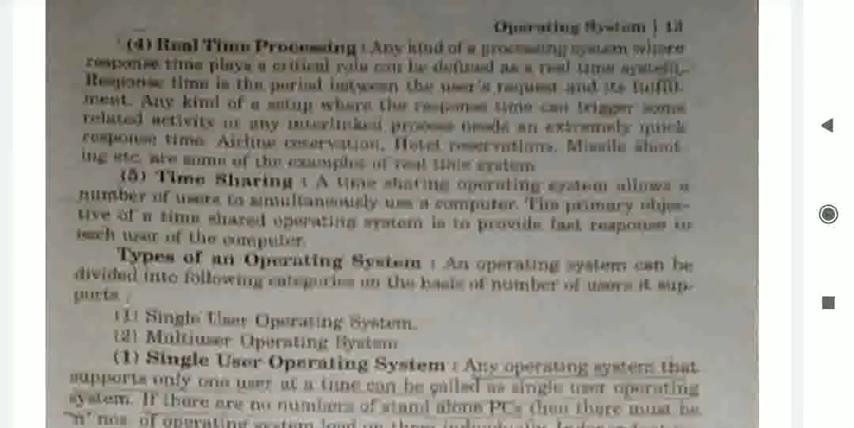 Operating System | 13
(4) Real Time Processing : Any kind of a processing system where
response time plays a critical role can be defined as a real time system.
Response time is the period between the user's request and its fulfil-
ment. Any kind of a setup where the response time can trigger some
related activity or any interlinked process needs an extremely quick
response time. Airline reservation, Hotel reservations, Missile shoot-
ing etc. are some of the examples of real time system
(5) Time Sharing : A time sharing operating system allows a
number of users to simultaneously use a computer. The primary objec-
tive of a time shared operating system is to provide fast response to
each user of the computer.
Types of an Operating System : An operating system can be
divided into following categories on the basis of number of users it sup-
ports :
(1) Single User Operating System.
(2) Multiuser Operating System
(1) Single User Operating System : Any operating system that
supports only one user at a time can be called as single user operating
system. If there are no numbers of stand alone PCs then there must be
"n" nos. of operating system load on them individually.